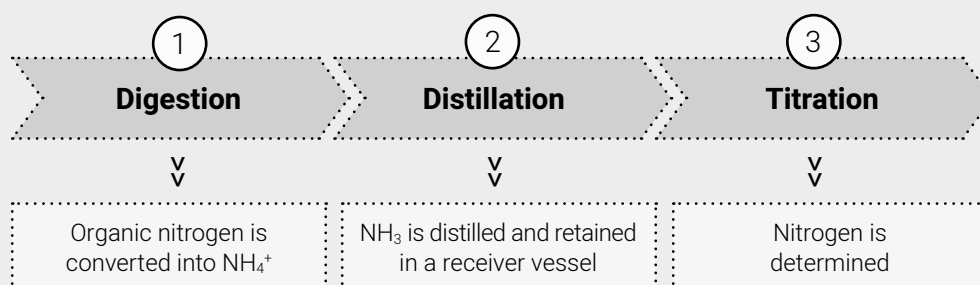 1
2
3
Digestion
Distillation
Titration
Organic nitrogen is
converted into NH₄⁺
NH₃ is distilled and retained
in a receiver vessel
Nitrogen is
determined